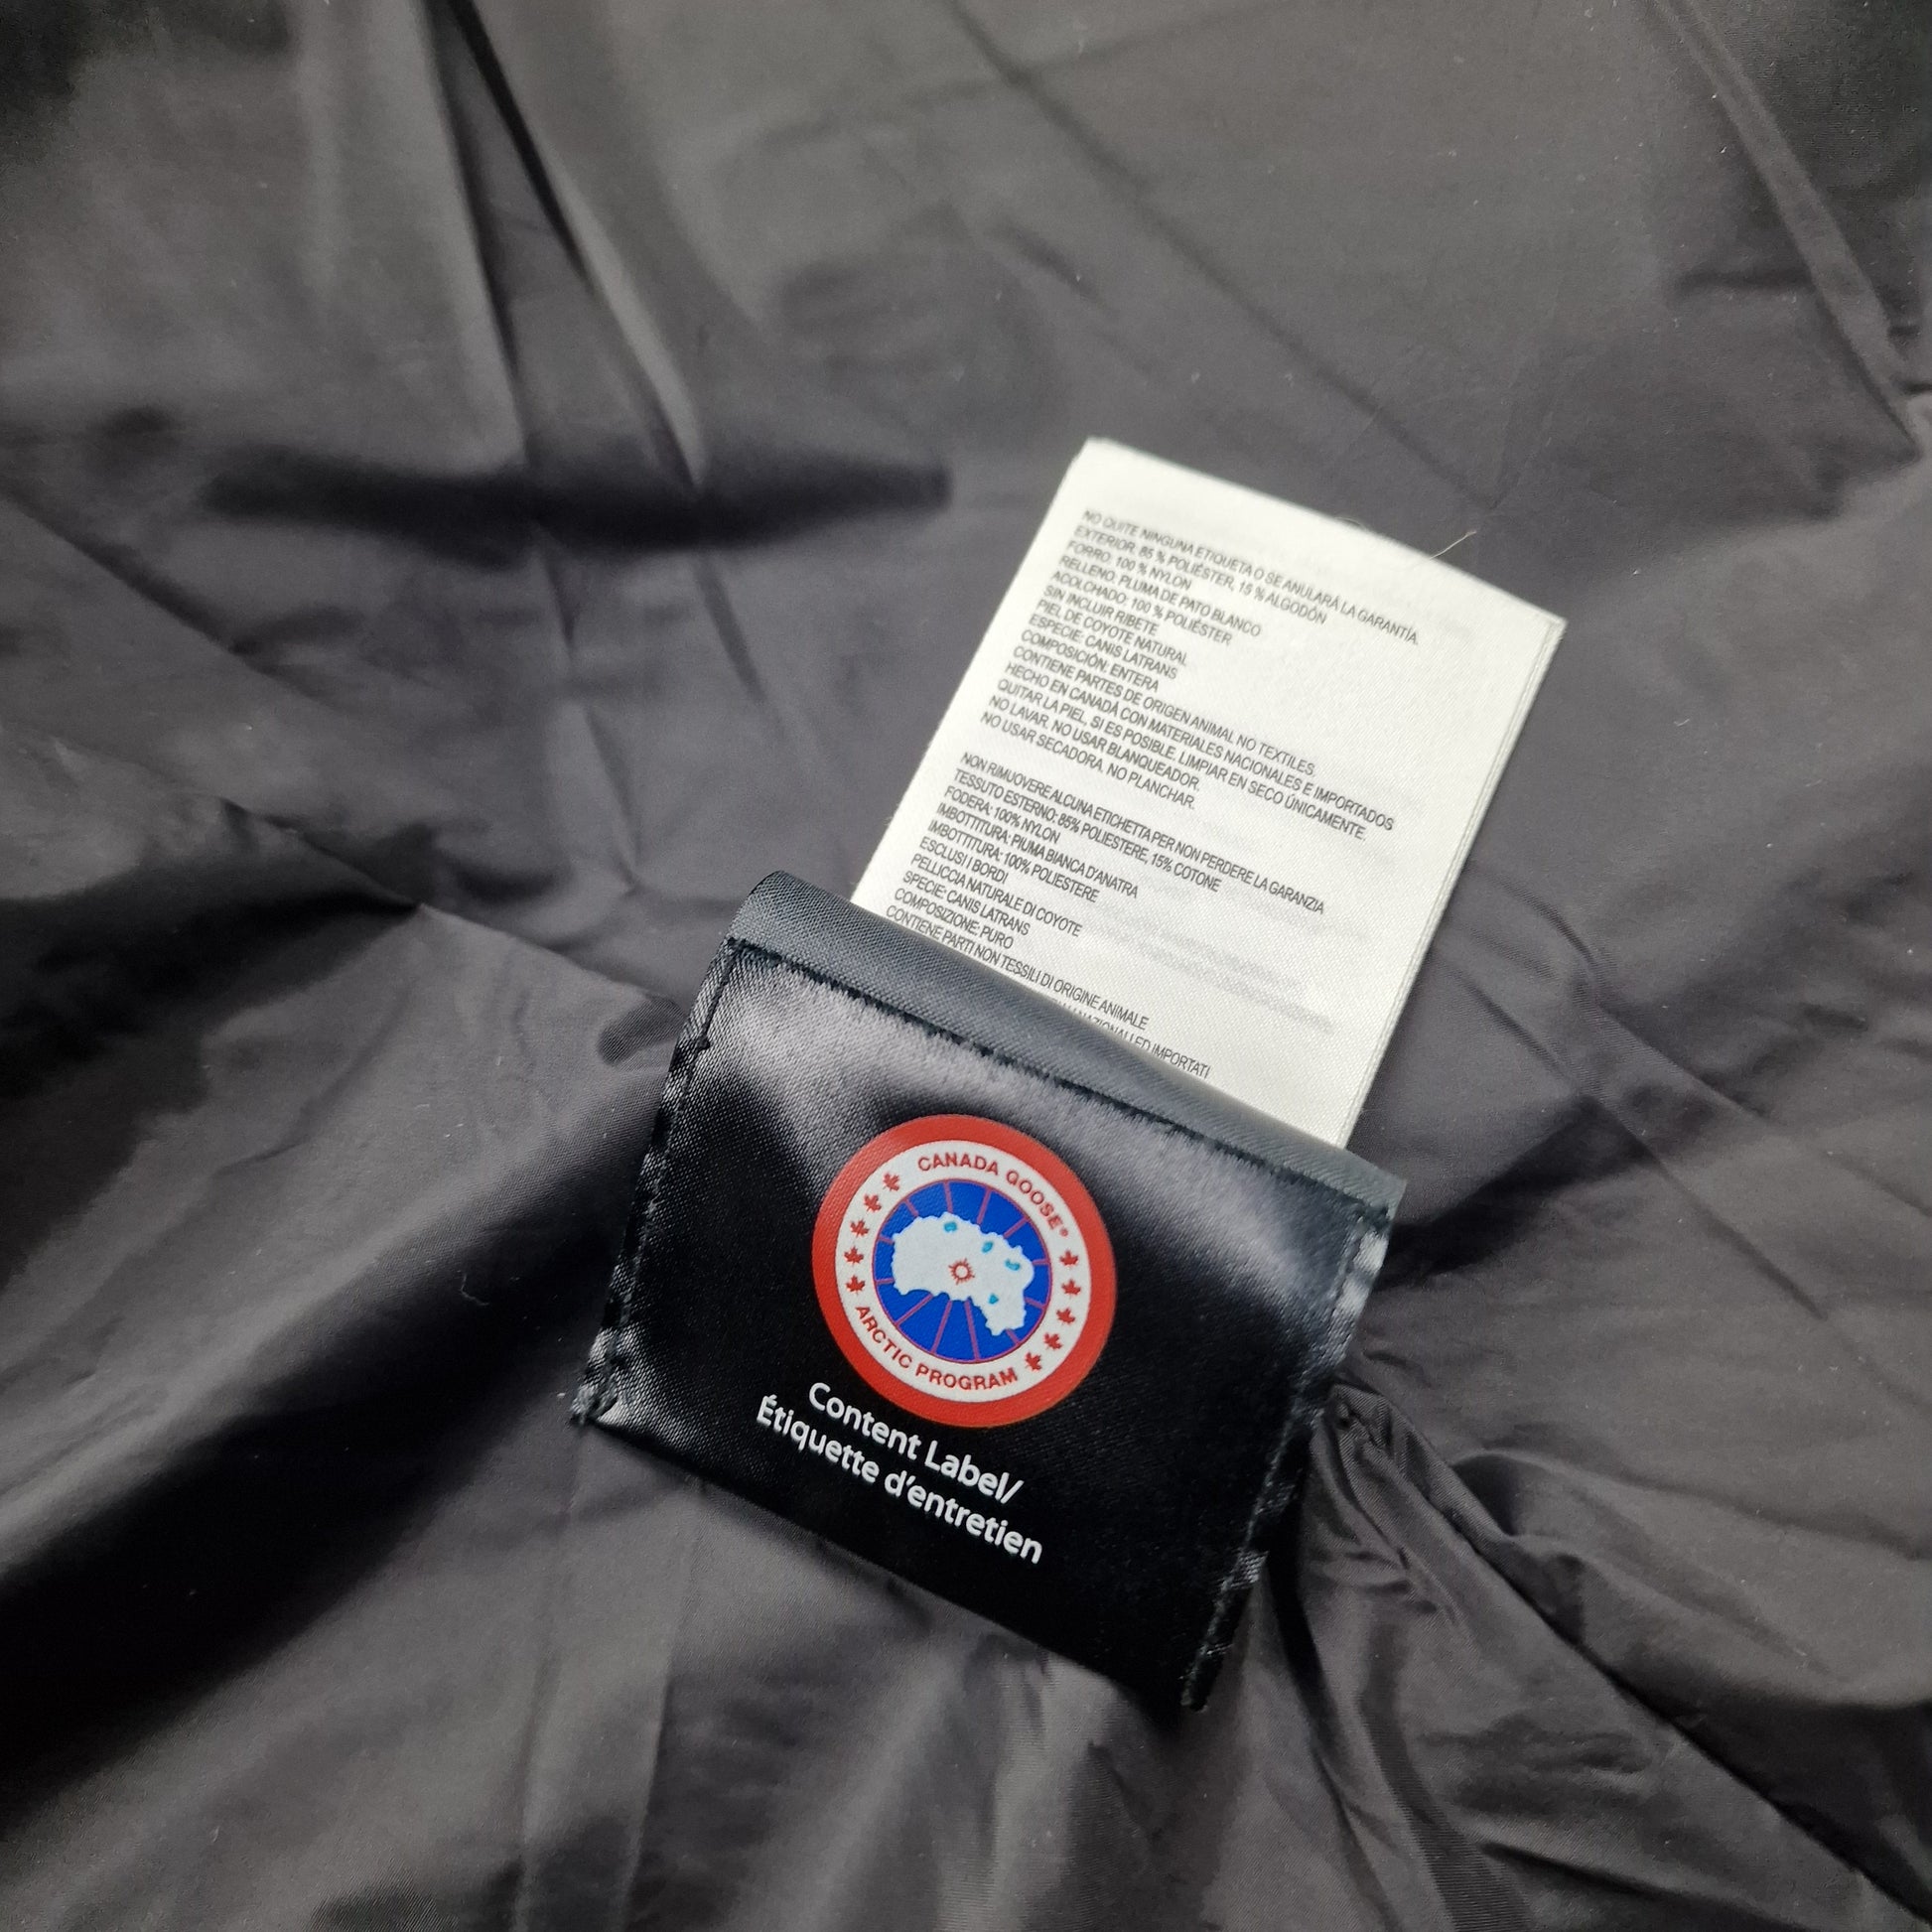 NO QUITE NINGUNA ETIQUETA O SE ANULARÁ LA GARANTÍA.
EXTERIOR: 85 % POLIÉSTER, 15 % ALGODÓN
FORRO: 100 % NYLON
RELLENO: PLUMA DE PATO BLANCO
ACOLCHADO: 100 % POLIÉSTER
SIN INCLUIR RIBETE
PIEL DE COYOTE NATURAL
ESPECIE: CANIS LATRANS
COMPOSICIÓN: ENTERA
CONTIENE PARTES DE ORIGEN ANIMAL NO TEXTILES.
HECHO EN CANADÁ CON MATERIALES NACIONALES E IMPORTADOS
QUITAR LA PIEL, SI ES POSIBLE. LIMPIAR EN SECO ÚNICAMENTE.
NO LAVAR. NO USAR BLANQUEADOR.
NO USAR SECADORA. NO PLANCHAR.
NON RIMUOVERE ALCUNA ETICHETTA PER NON PERDERE LA GARANZIA
TESSUTO ESTERNO: 85% POLIESTERE, 15% COTONE
FODERA: 100% NYLON
IMBOTTITURA: PIUMA BIANCA D'ANATRA
IMBOTTITURA: 100% POLIESTERE
ESCLUSI I BORDI
PELLICCIA NATURALE DI COYOTE
SPECIE: CANIS LATRANS
COMPOSIZIONE: PURO
CONTIENE PARTI NON TESSILI DI ORIGINE ANIMALE
NAZIONALI ED IMPORTATI
CANADA GOOSE®
ARCTIC PROGRAM
Content Label/
Étiquette d'entretien